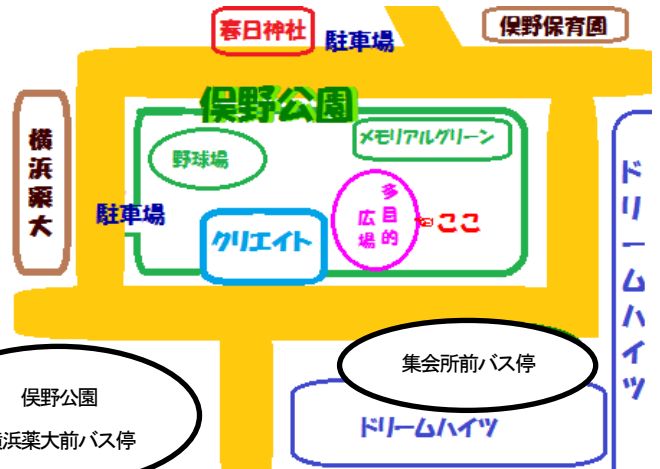 春日神社
駐車場
俣野保育園
俣野公園
横浜薬大
野球場
メモリアルグリーン
多目的広場
ここ
駐車場
クリエイト
ドリームハイツ
集会所前バス停
俣野公園
横浜薬大前バス停
ドリームハイツ